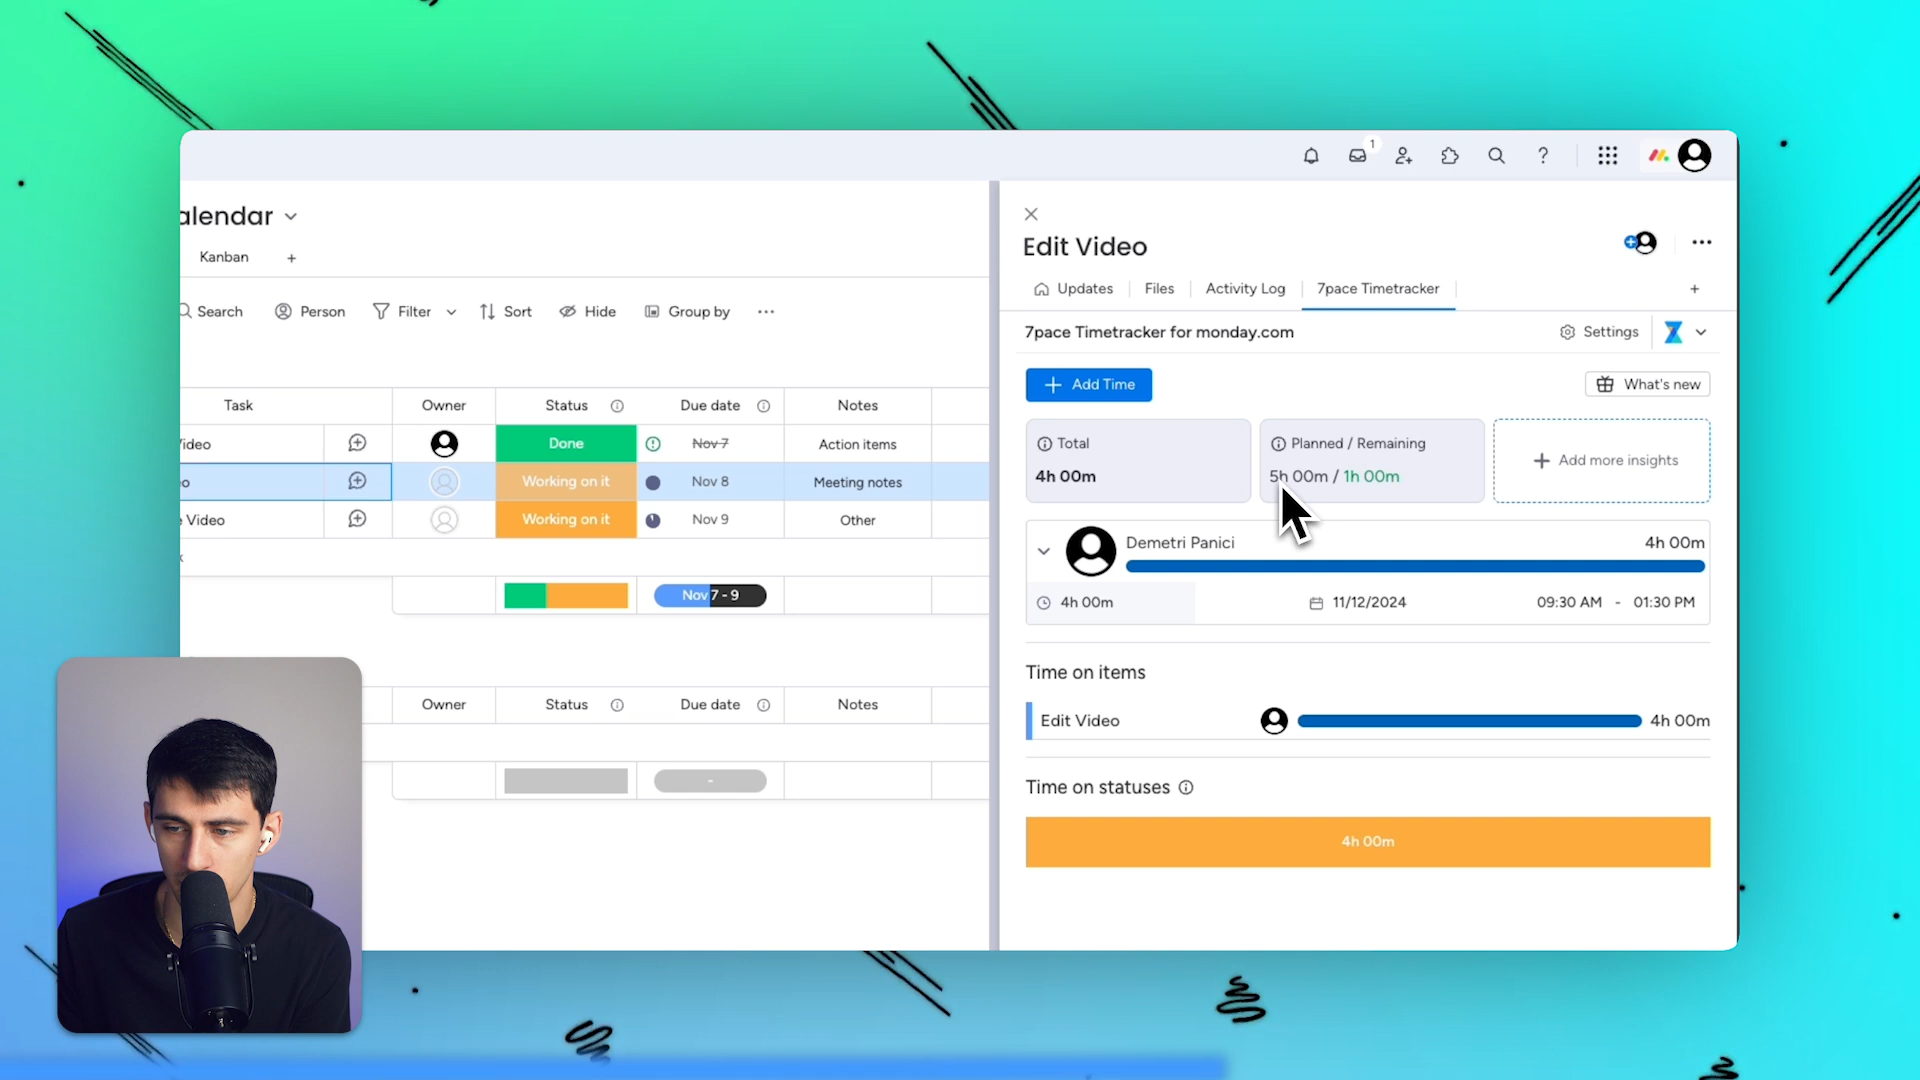 1
alendar
Kanban +
Search Person Filter Sort Hide Group by ...
Task Owner Status Due date Notes
ideo Done Nov 7 Action items
o Working on it Nov 8 Meeting notes
e Video Working on it Nov 9 Other
Nov 7 - 9
Owner Status Due date Notes
-
Edit Video
Updates Files Activity Log 7pace Timetracker +
7pace Timetracker for monday.com Settings
+ Add Time What's new
Total
4h 00m
Planned / Remaining
5h 00m / 1h 00m
+ Add more insights
Demetri Panici 4h 00m
4h 00m 11/12/2024 09:30 AM - 01:30 PM
Time on items
Edit Video 4h 00m
Time on statuses
4h 00m